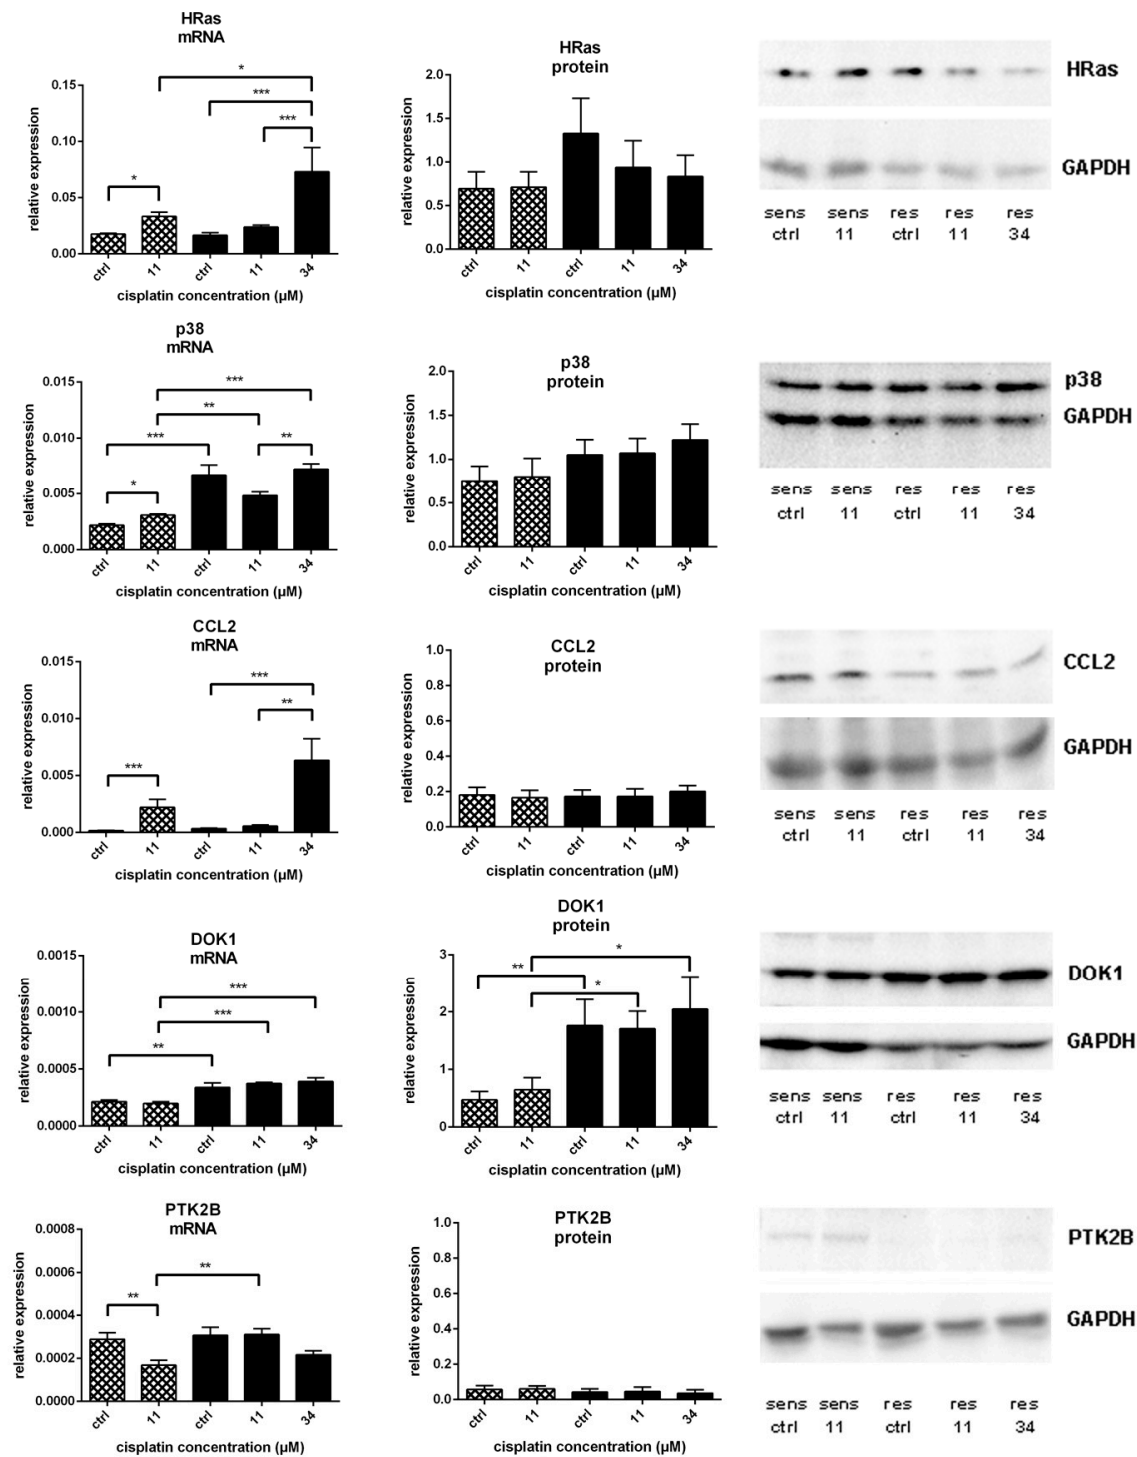 HRas
mRNA
relative expression
0.15
0.10
0.05
0.00
*
***
***
*
ctrl 11 ctrl 11 34
cisplatin concentration (µM)
HRas
protein
relative expression
2.0
1.5
1.0
0.5
0.0
ctrl 11 ctrl 11 34
cisplatin concentration (µM)
HRas
GAPDH
sens sens res res res
ctrl 11 ctrl 11 34
p38
mRNA
relative expression
0.015
0.010
0.005
0.000
***
**
***
**
*
ctrl 11 ctrl 11 34
cisplatin concentration (µM)
p38
protein
relative expression
2.0
1.5
1.0
0.5
0.0
ctrl 11 ctrl 11 34
cisplatin concentration (µM)
p38
GAPDH
sens sens res res res
ctrl 11 ctrl 11 34
CCL2
mRNA
relative expression
0.015
0.010
0.005
0.000
***
**
***
ctrl 11 ctrl 11 34
cisplatin concentration (µM)
CCL2
protein
relative expression
1.0
0.8
0.6
0.4
0.2
0.0
ctrl 11 ctrl 11 34
cisplatin concentration (µM)
CCL2
GAPDH
sens sens res res res
ctrl 11 ctrl 11 34
DOK1
mRNA
relative expression
0.0015
0.0010
0.0005
0.0000
***
***
**
ctrl 11 ctrl 11 34
cisplatin concentration (µM)
DOK1
protein
relative expression
3
2
1
0
*
**
*
ctrl 11 ctrl 11 34
cisplatin concentration (µM)
DOK1
GAPDH
sens sens res res res
ctrl 11 ctrl 11 34
PTK2B
mRNA
relative expression
0.0008
0.0006
0.0004
0.0002
0.0000
**
**
ctrl 11 ctrl 11 34
cisplatin concentration (µM)
PTK2B
protein
relative expression
1.0
0.8
0.6
0.4
0.2
0.0
ctrl 11 ctrl 11 34
cisplatin concentration (µM)
PTK2B
GAPDH
sens sens res res res
ctrl 11 ctrl 11 34